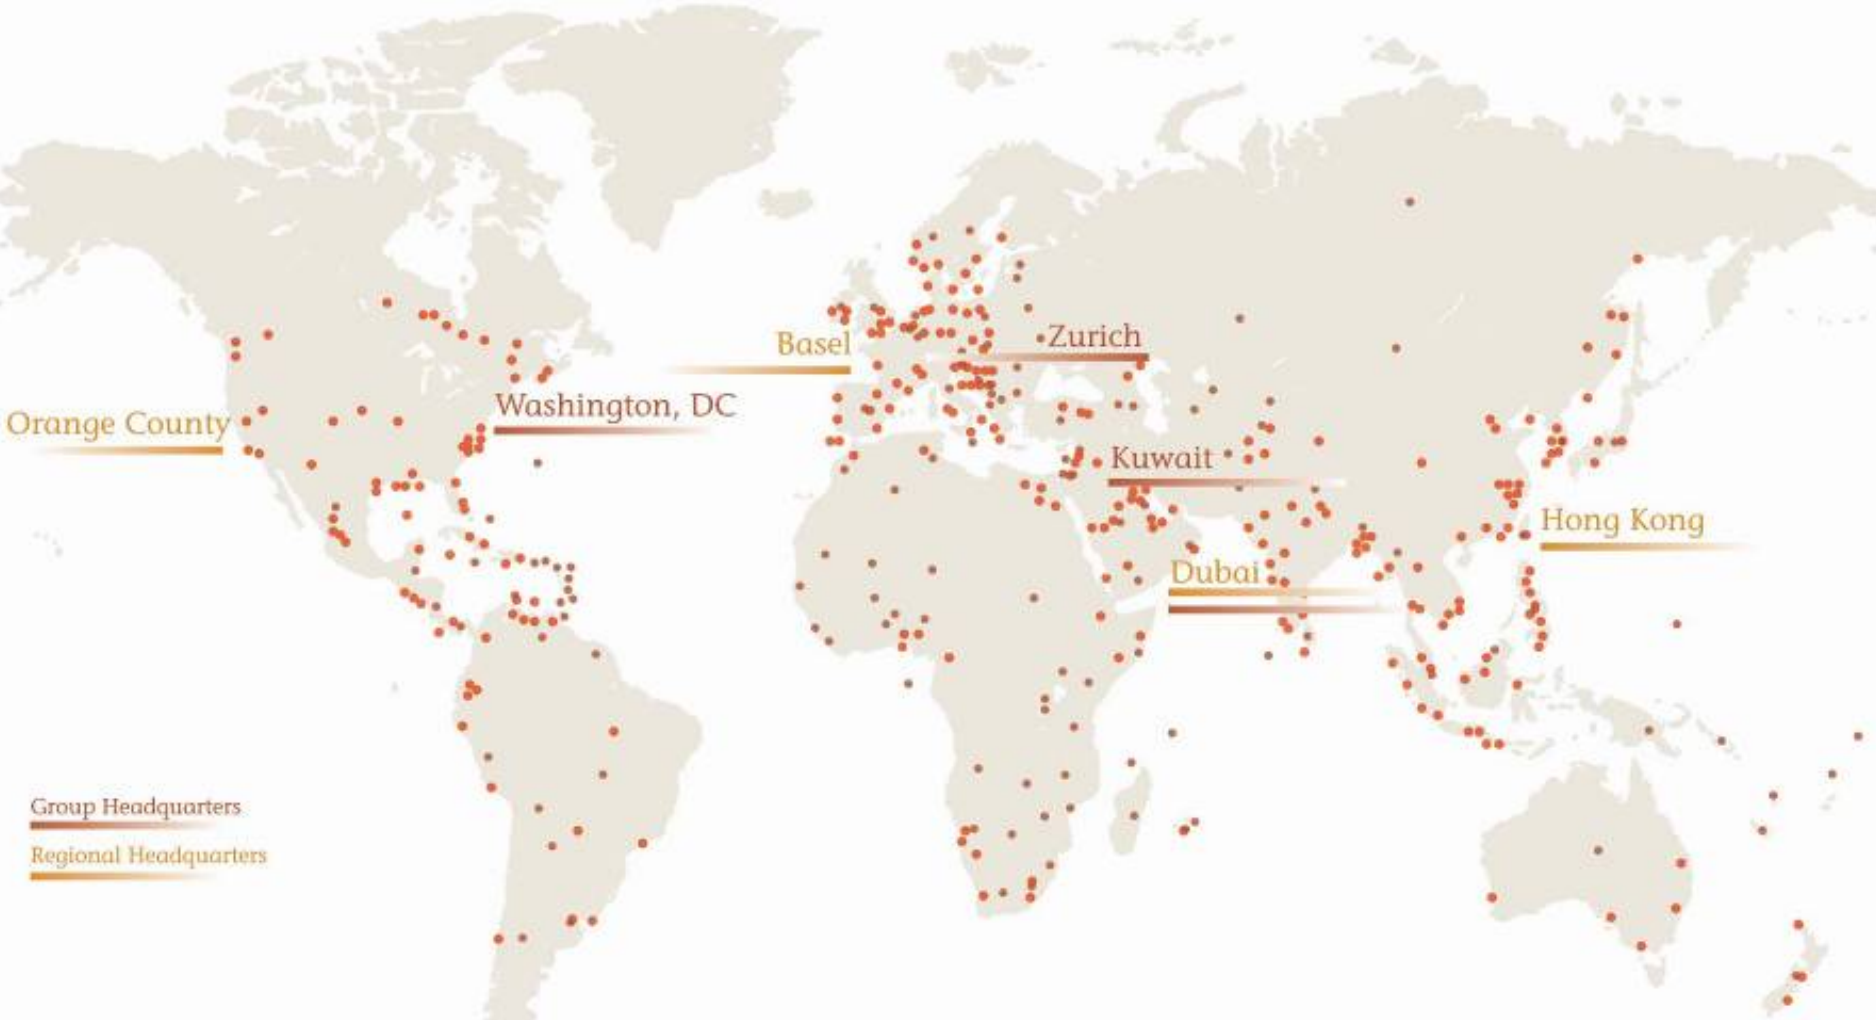 Zurich
Basel
Washington, DC
Orange County
Kuwait
Hong Kong
Dubai
Group Headquarters
Regional Headquarters